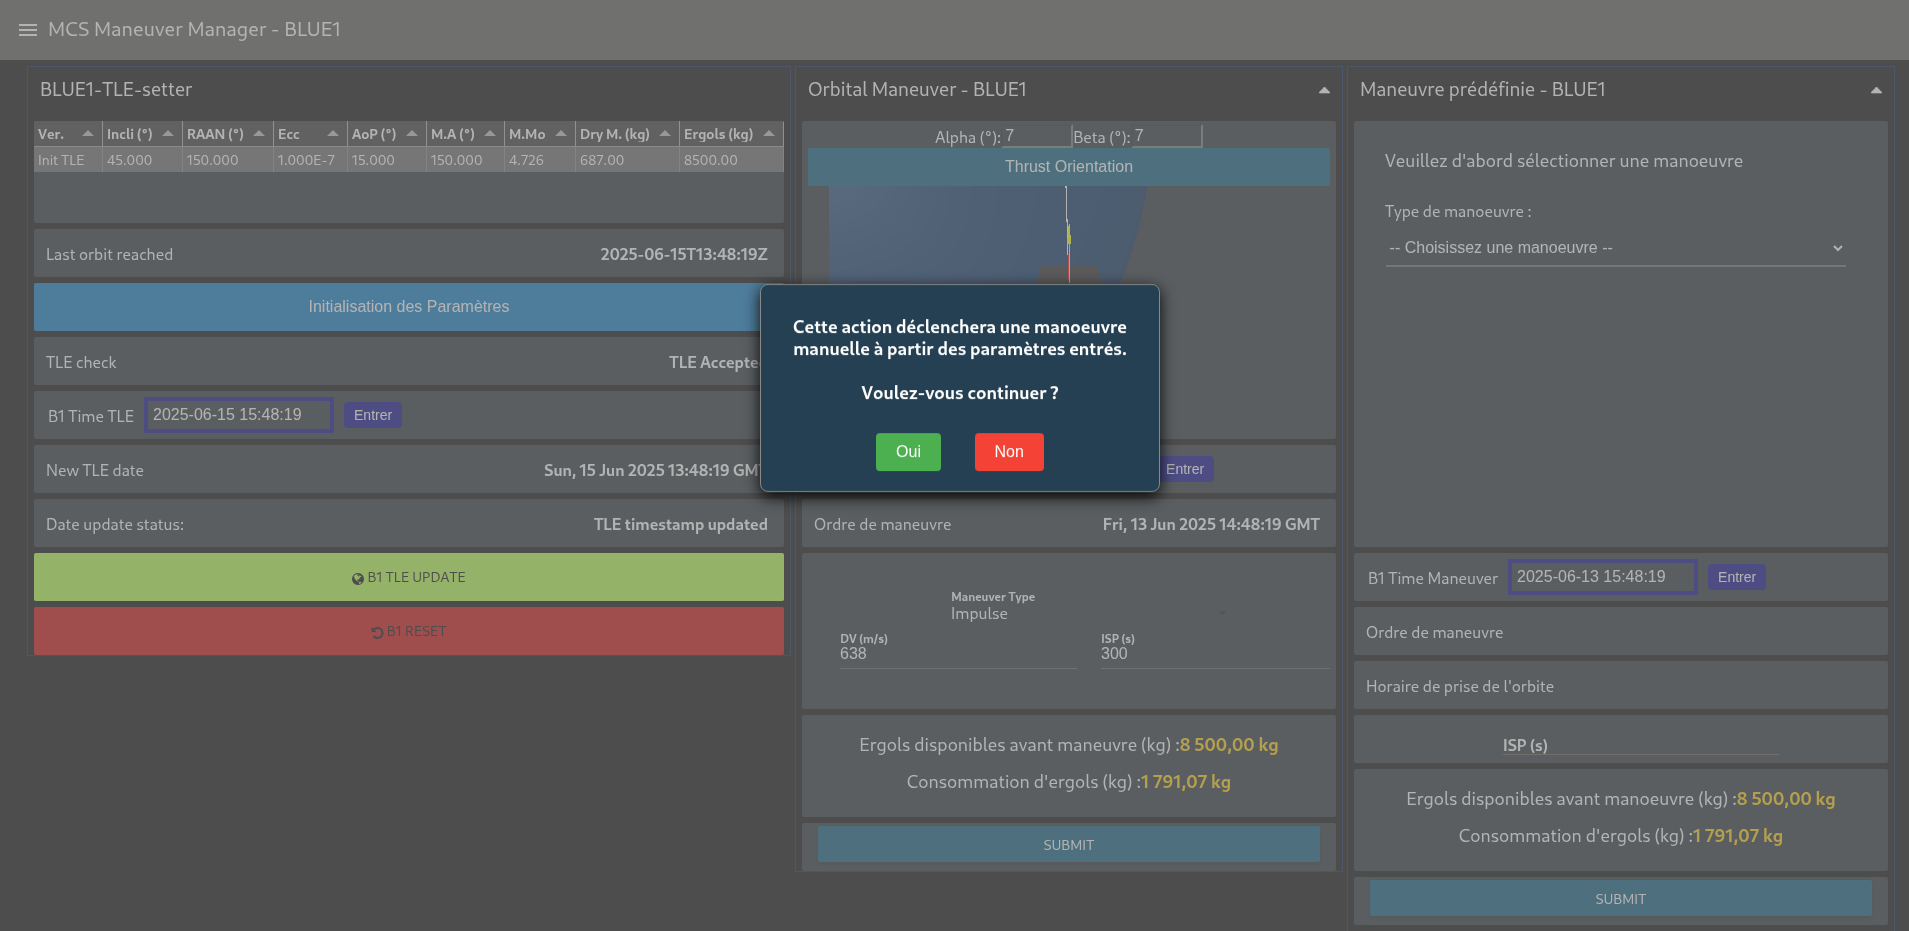 MCS Maneuver Manager - BLUE1
BLUE1-TLE-setter
Ver. Incli (°) RAAN (°) Ecc AoP (°) M.A (°) M.Mo Dry M. (kg) Ergols (kg)
Init TLE 45.000 150.000 1.000E-7 15.000 150.000 4.726 687.00 8500.00
Last orbit reached 2025-06-15T13:48:19Z
Initialisation des Paramètres
TLE check TLE Accepte
B1 Time TLE 2025-06-15 15:48:19 Entrer
New TLE date Sun, 15 Jun 2025 13:48:19 GMT
Date update status: TLE timestamp updated
B1 TLE UPDATE
B1 RESET
Orbital Maneuver - BLUE1
Alpha (°): 7 Beta (°): 7
Thrust Orientation
Cette action déclenchera une manoeuvre
manuelle à partir des paramètres entrés.
Voulez-vous continuer ?
Oui Non
Entrer
Ordre de maneuvre Fri, 13 Jun 2025 14:48:19 GMT
Maneuver Type
Impulse
DV (m/s) ISP (s)
638 300
Ergols disponibles avant maneuvre (kg) :8 500,00 kg
Consommation d'ergols (kg) :1 791,07 kg
SUBMIT
Maneuvre prédéfinie - BLUE1
Veuillez d'abord sélectionner une manoeuvre
Type de manoeuvre :
-- Choisissez une manoeuvre --
B1 Time Maneuver 2025-06-13 15:48:19 Entrer
Ordre de maneuvre
Horaire de prise de l'orbite
ISP (s)
Ergols disponibles avant manoeuvre (kg) :8 500,00 kg
Consommation d'ergols (kg) :1 791,07 kg
SUBMIT